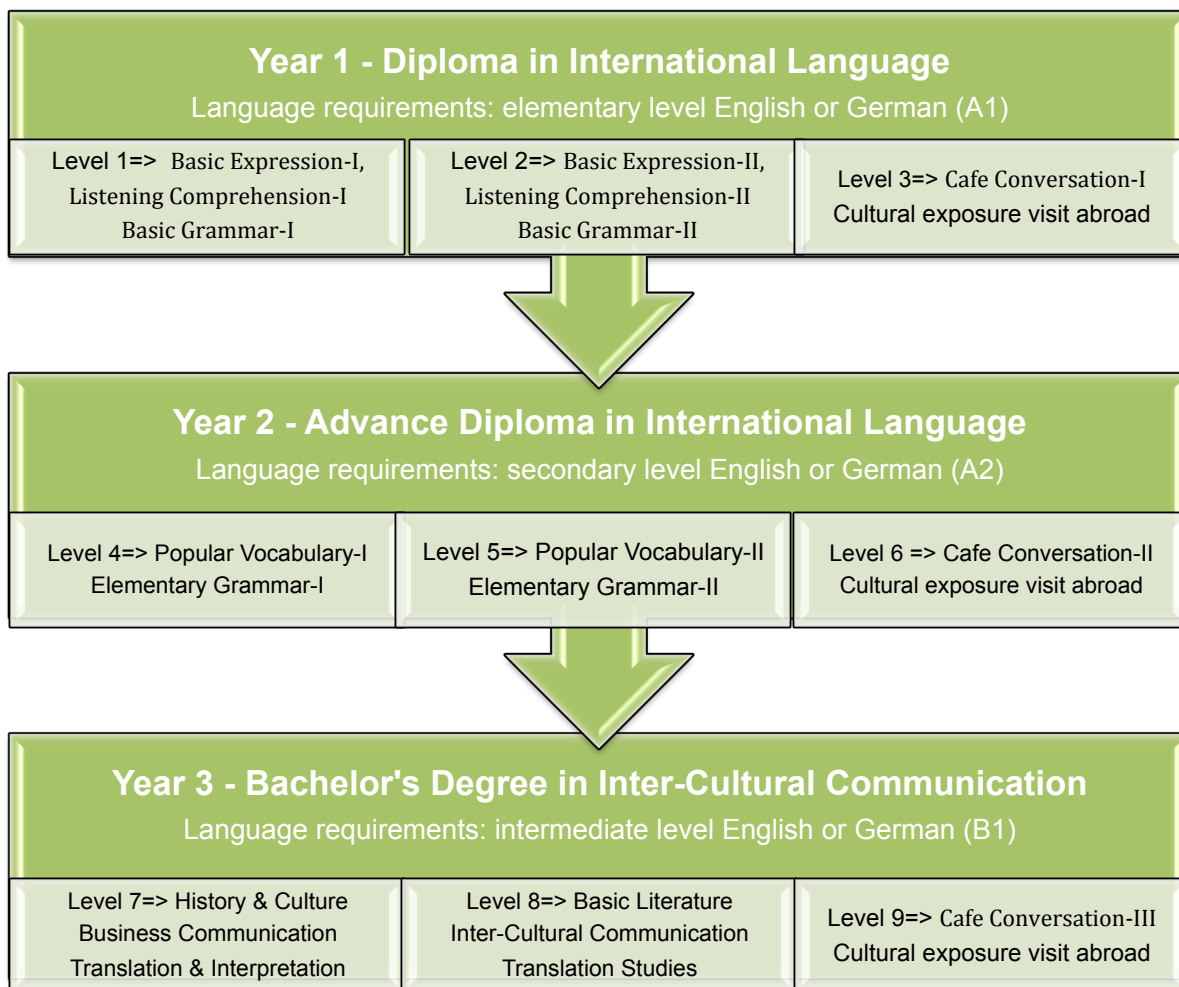 Year 1 - Diploma in International Language
Language requirements: elementary level English or German (A1)
Level 1=> Basic Expression-I,
Listening Comprehension-I
Basic Grammar-I
Level 2=> Basic Expression-II,
Listening Comprehension-II
Basic Grammar-II
Level 3=> Cafe Conversation-I
Cultural exposure visit abroad
Year 2 - Advance Diploma in International Language
Language requirements: secondary level English or German (A2)
Level 4=> Popular Vocabulary-I
Elementary Grammar-I
Level 5=> Popular Vocabulary-II
Elementary Grammar-II
Level 6 => Cafe Conversation-II
Cultural exposure visit abroad
Year 3 - Bachelor's Degree in Inter-Cultural Communication
Language requirements: intermediate level English or German (B1)
Level 7=> History & Culture
Business Communication
Translation & Interpretation
Level 8=> Basic Literature
Inter-Cultural Communication
Translation Studies
Level 9=> Cafe Conversation-III
Cultural exposure visit abroad